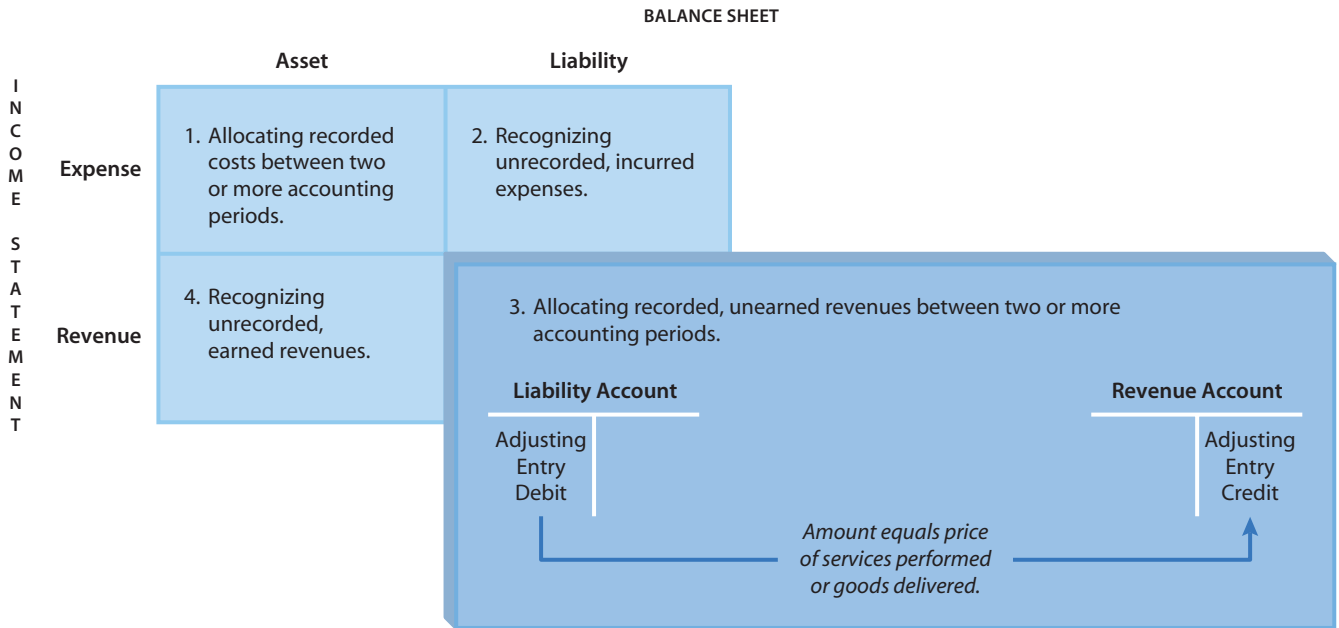 BALANCE SHEET
Asset
Liability
INCOME STATEMENT
Expense
1. Allocating recorded
costs between two
or more accounting
periods.
2. Recognizing
unrecorded, incurred
expenses.
Revenue
4. Recognizing
unrecorded,
earned revenues.
3. Allocating recorded, unearned revenues between two or more
accounting periods.
Liability Account
Revenue Account
Adjusting
Entry
Debit
Adjusting
Entry
Credit
Amount equals price
of services performed
or goods delivered.